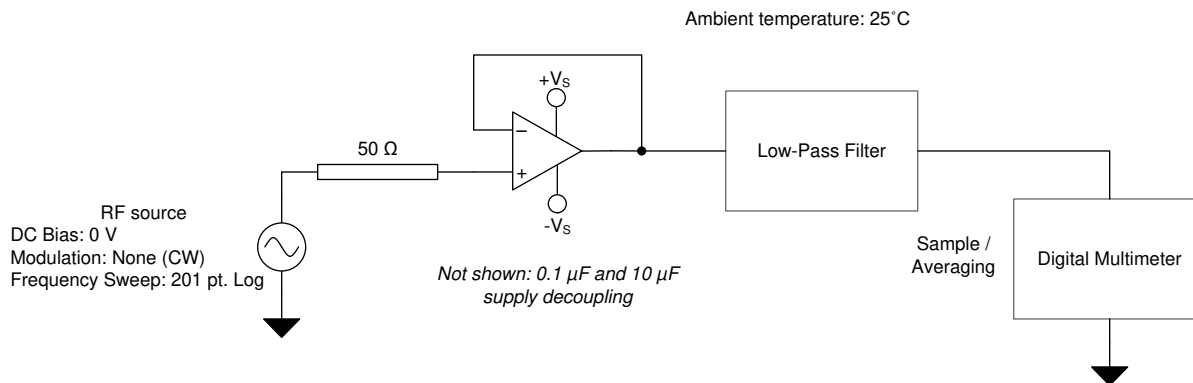 Ambient temperature: 25˚C
+VS
50 Ω
−
+
Low-Pass Filter
-VS
RF source
DC Bias: 0 V
Modulation: None (CW)
Frequency Sweep: 201 pt. Log
Not shown: 0.1 µF and 10 µF
supply decoupling
Sample /
Averaging
Digital Multimeter